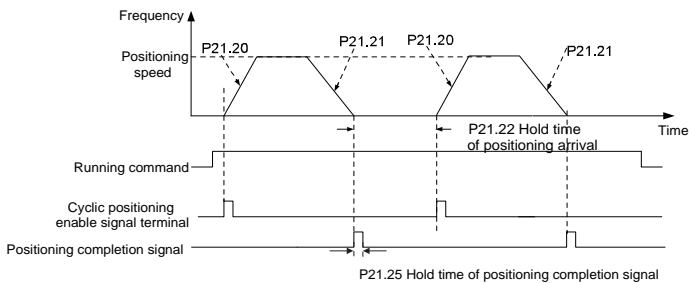 Frequency
P21.20
P21.21
P21.20
P21.21
Positioning
speed
P21.22 Hold time
of positioning arrival
Time
Running command
Cyclic positioning
enable signal terminal
Positioning completion signal
P21.25 Hold time of positioning completion signal